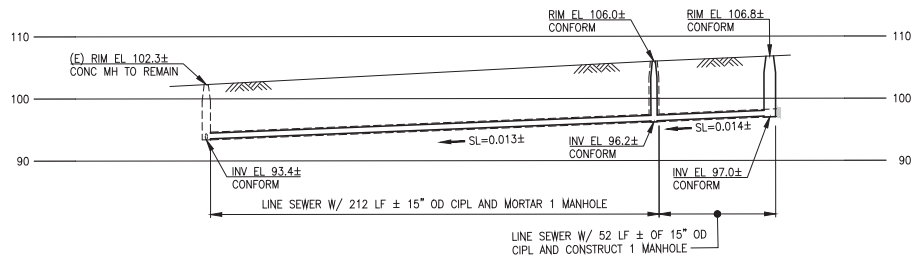 RIM EL 106.0±
CONFORM
RIM EL 106.8±
CONFORM
110
110
(E) RIM EL 102.3±
CONC MH TO REMAIN
100
100
SL=0.013±
INV EL 96.2±
CONFORM
SL=0.014±
90
90
INV EL 93.4±
CONFORM
INV EL 97.0±
CONFORM
LINE SEWER W/ 212 LF ± 15" OD CIPL AND MORTAR 1 MANHOLE
LINE SEWER W/ 52 LF ± OF 15" OD
CIPL AND CONSTRUCT 1 MANHOLE